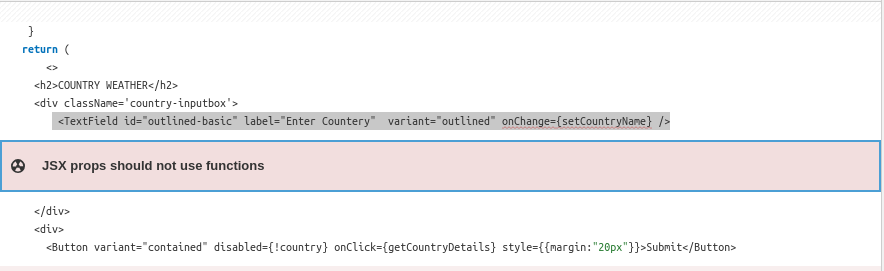 }
return (
<>
<h2>COUNTRY WEATHER</h2>
<div className='country-inputbox'>
<TextField id="outlined-basic" label="Enter Countery"  variant="outlined" onChange={setCountryName} />
JSX props should not use functions
</div>
<div>
<Button variant="contained" disabled={!country} onClick={getCountryDetails} style={{margin:"20px"}}>Submit</Button>